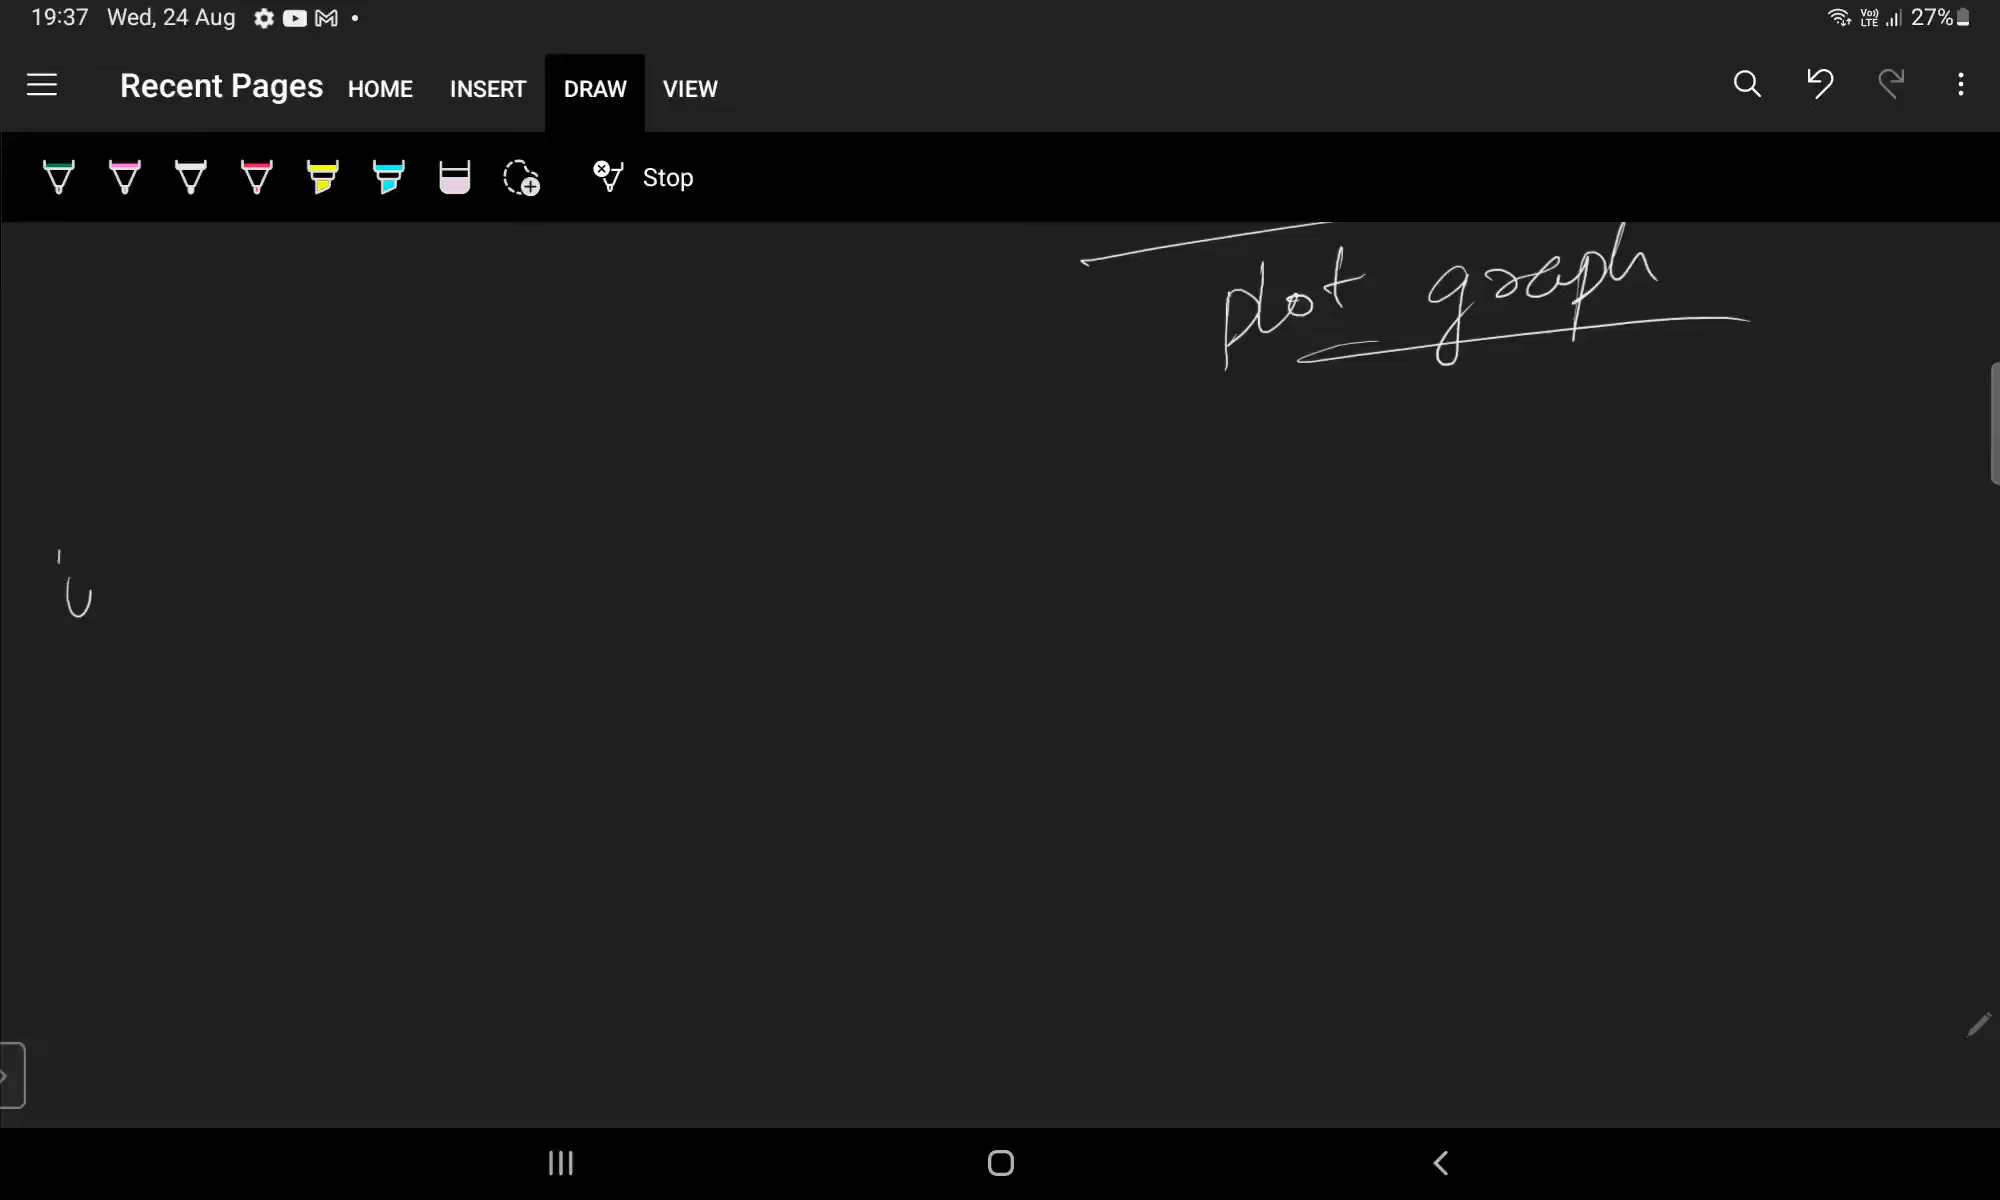 19:37 Wed, 24 Aug 27%
Recent Pages HOME INSERT DRAW VIEW
Stop
plot graph